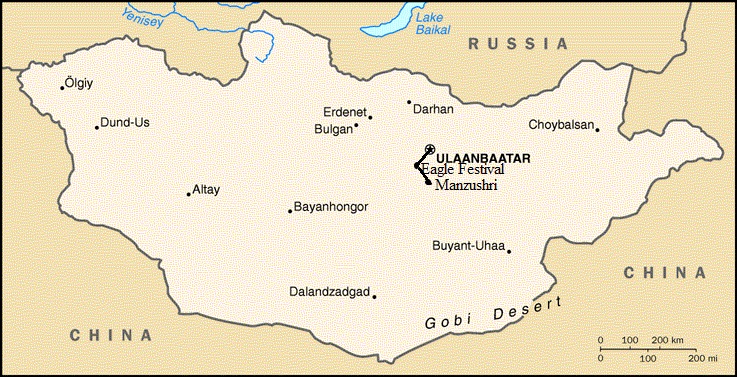 Yenisey
Lake
Baikal
RUSSIA
Ölgiy
Dund-Us
Erdenet
Darhan
Bulgan
Choybalsan
ULAANBAATAR
Eagle Festival
Manzushri
Altay
Bayanhongor
Buyant-Uhaa
Dalandzadgad
Gobi Desert
CHINA
CHINA
0 100 200 km
0 100 200 mi